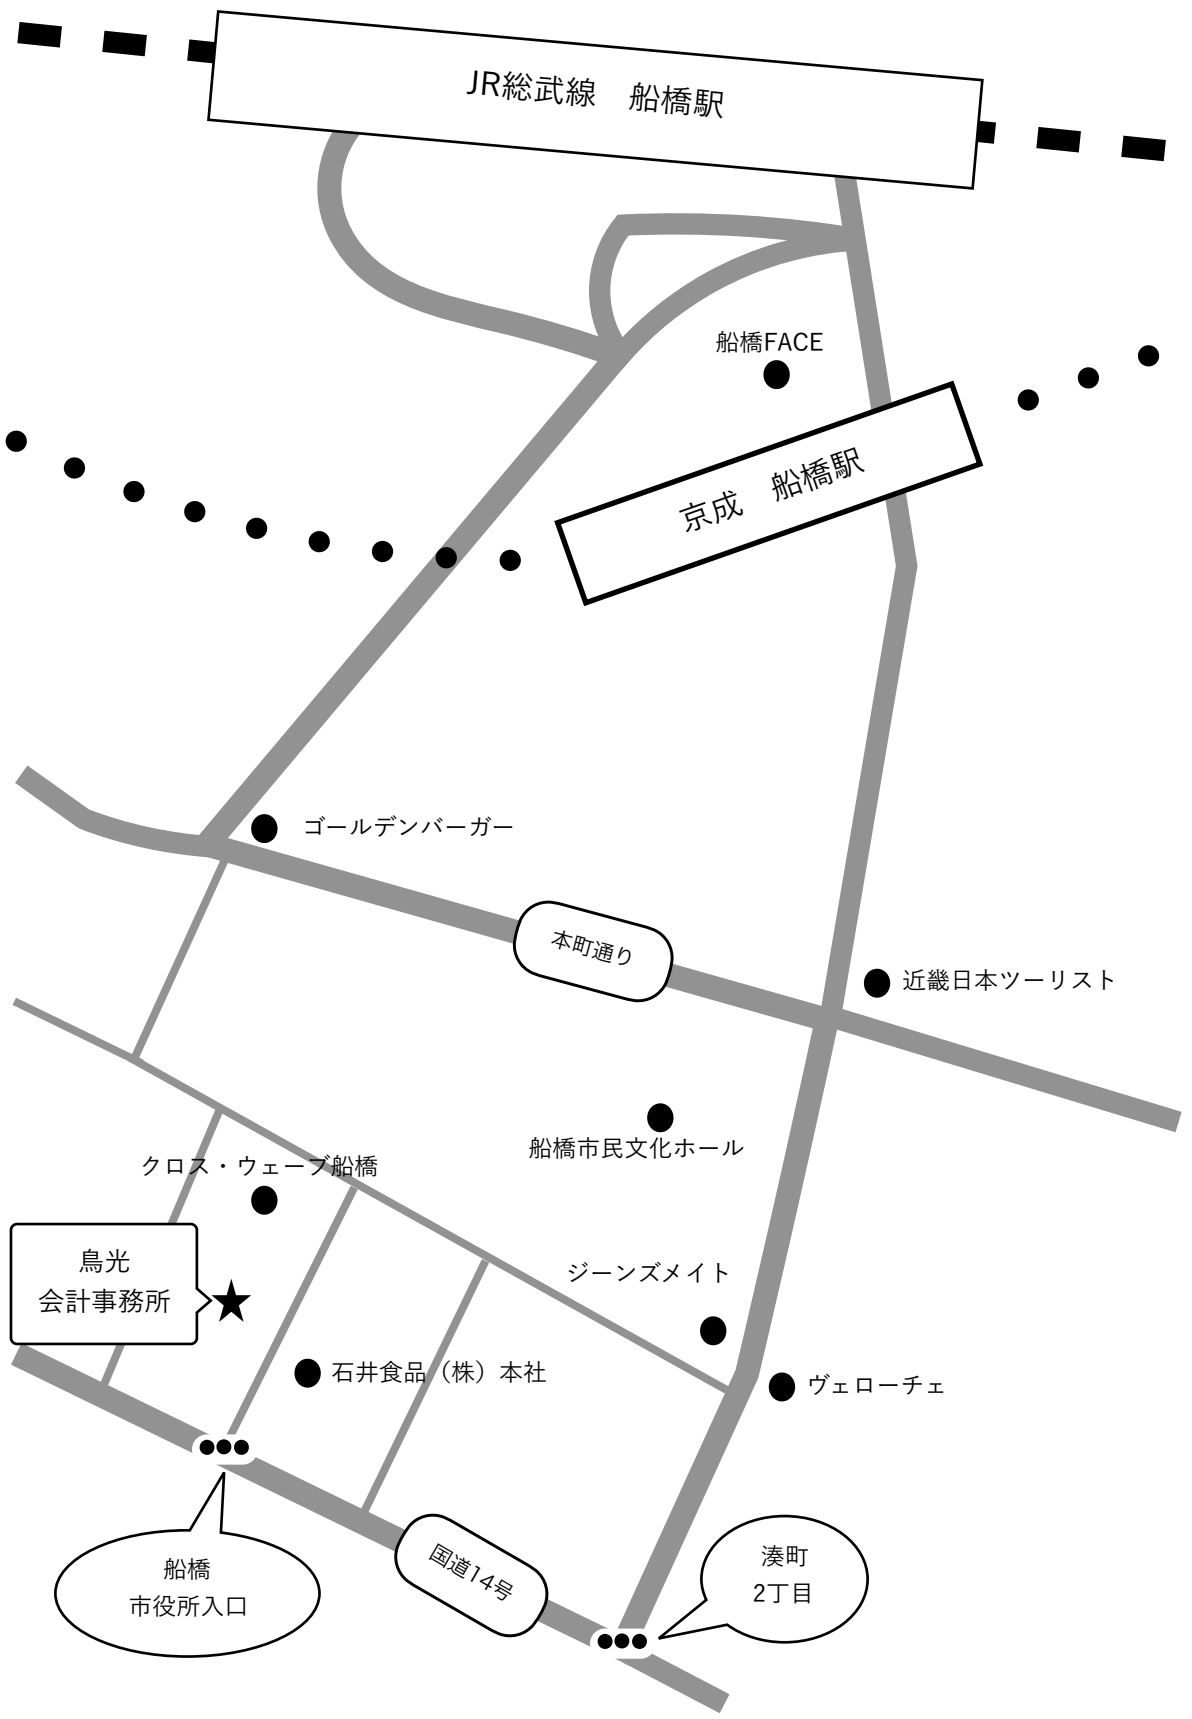 JR総武線　船橋駅
船橋FACE
京成　船橋駅
ゴールデンバーガー
本町通り
近畿日本ツーリスト
船橋市民文化ホール
クロス・ウェーブ船橋
鳥光
会計事務所
ジーンズメイト
石井食品（株）本社
ヴェローチェ
国道14号
船橋
市役所入口
湊町
2丁目